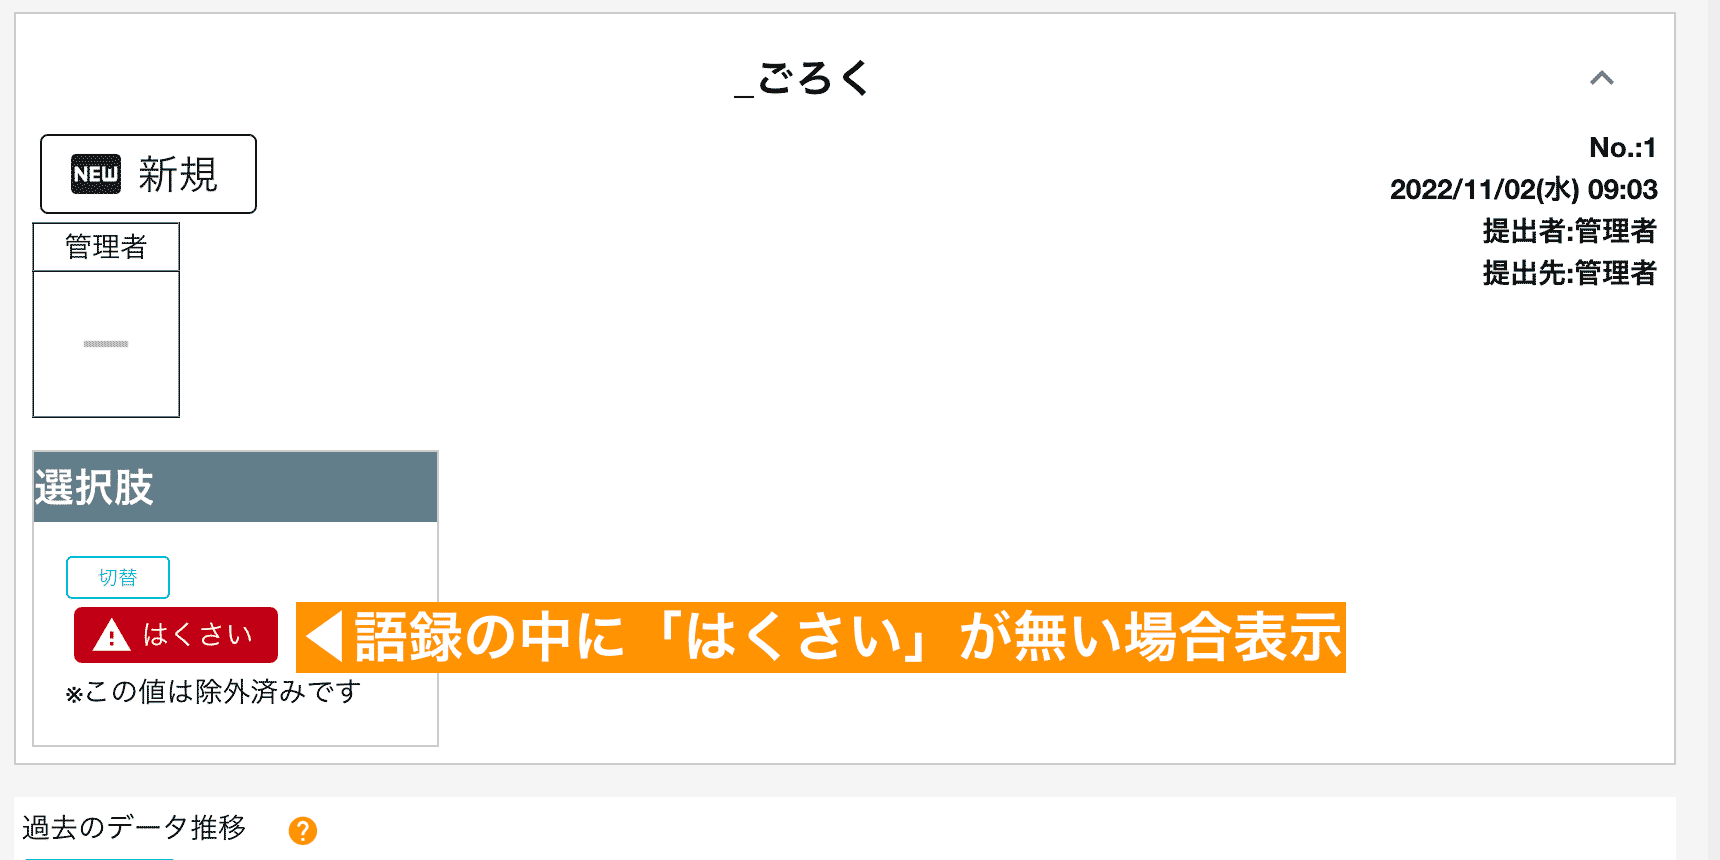 _ごろく
NEW 新規
No.:1
2022/11/02(水) 09:03
提出者:管理者
提出先:管理者
管理者
選択肢
切替
はくさい
◀語録の中に「はくさい」が無い場合表示
※この値は除外済みです
過去のデータ推移 ?